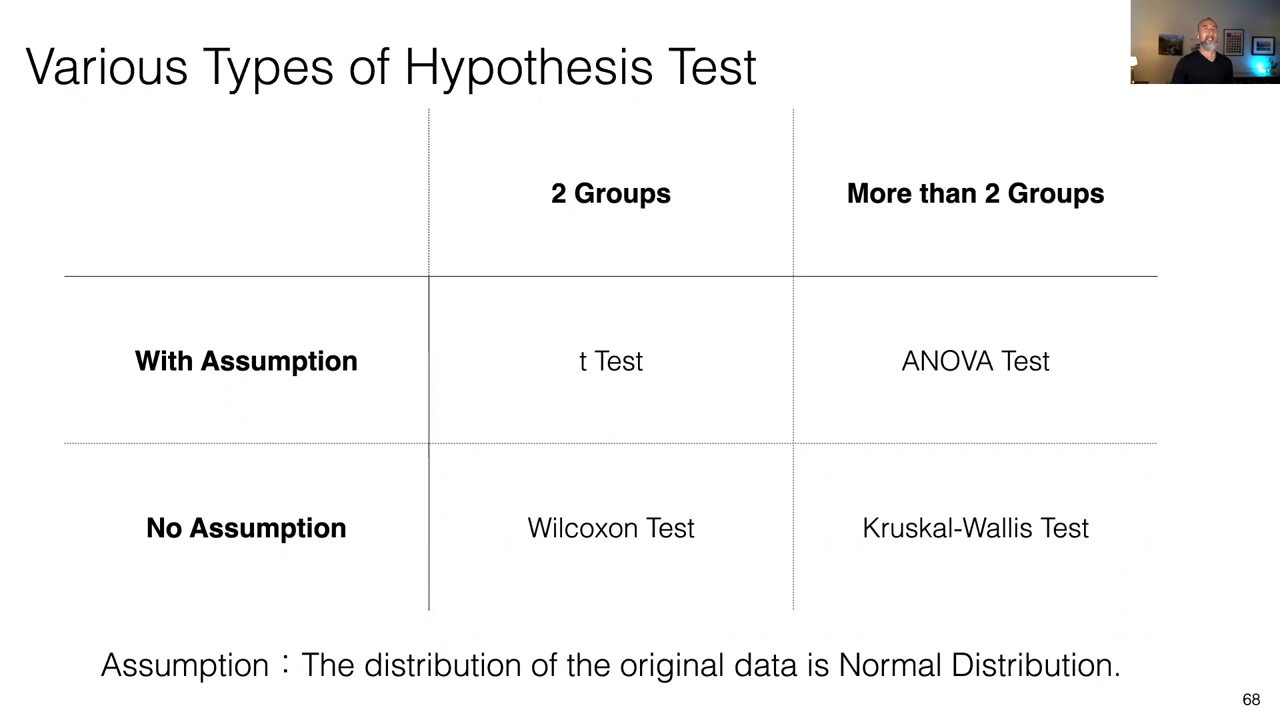 Various Types of Hypothesis Test
2 Groups
More than 2 Groups
With Assumption
t Test
ANOVA Test
No Assumption
Wilcoxon Test
Kruskal-Wallis Test
Assumption：The distribution of the original data is Normal Distribution.
68